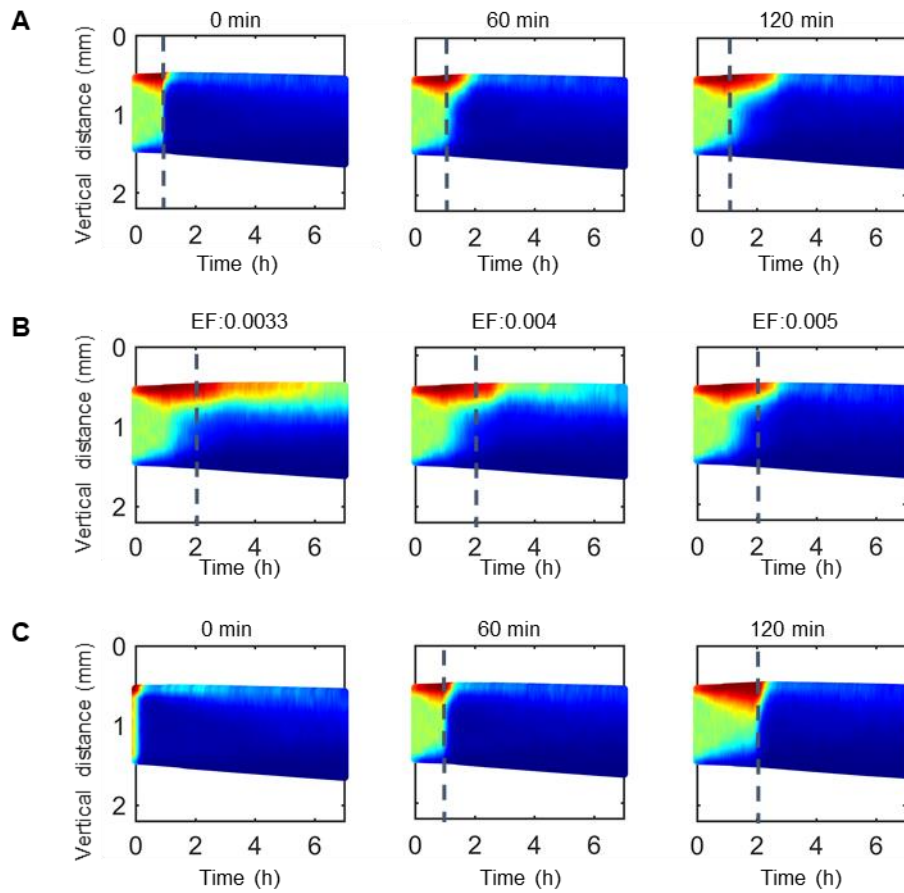 A
0 min
60 min
120 min
Vertical distance (mm)
0
1
2
0 2 4 6
0 2 4 6
0 2 4 6
Time (h)
Time (h)
Time (h)
B
EF:0.0033
EF:0.004
EF:0.005
Vertical distance (mm)
0
1
2
0 2 4 6
0 2 4 6
0 2 4 6
Time (h)
Time (h)
Time (h)
C
0 min
60 min
120 min
Vertical distance (mm)
0
1
2
0 2 4 6
0 2 4 6
0 2 4 6
Time (h)
Time (h)
Time (h)